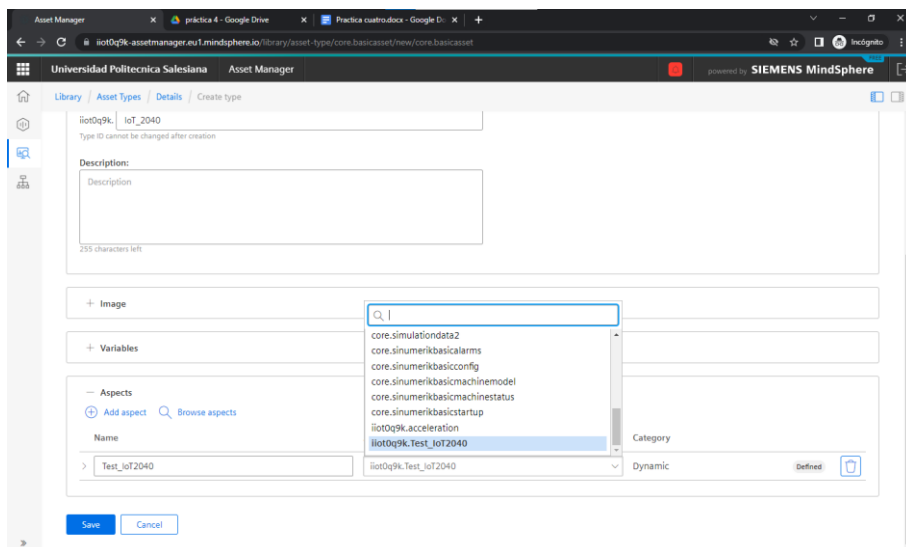 Asset Manager
práctica 4 - Google Drive
Practica cuatro.docx - Google Do
iiot0q9k-assetmanager.eu1.mindsphere.io/library/asset-type/core.basicasset/new/core.basicasset
Incógnito
Universidad Politecnica Salesiana Asset Manager
powered by SIEMENS MindSphere
Library / Asset Types / Details / Create type
iiot0q9k. IoT_2040
Type ID cannot be changed after creation
Description:
Description
255 characters left
Image
core.simulationdata2
Variables
core.sinumerikbasicalarms
core.sinumerikbasicconfig
core.sinumerikbasicmachinemodel
Aspects
core.sinumerikbasicmachinestatus
Add aspect Browse aspects
core.sinumerikbasicstartup
iiot0q9k.acceleration
Name
iiot0q9k.Test_IoT2040
Category
Test_IoT2040 iiot0q9k.Test_IoT2040 Dynamic Defined
Save Cancel